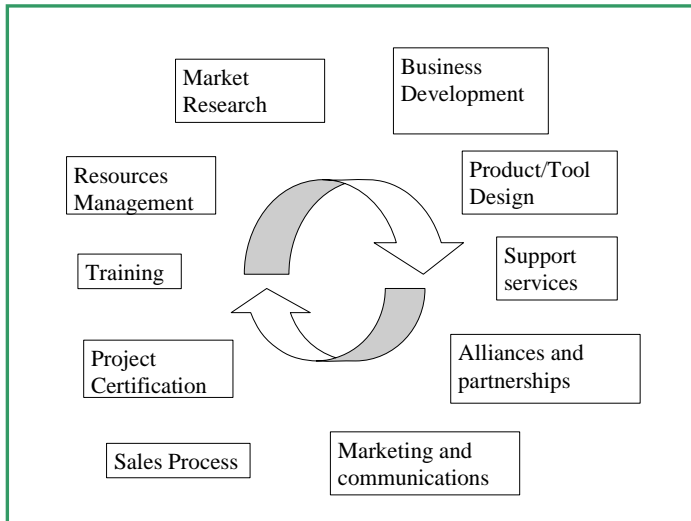 Market
Research
Business
Development
Resources
Management
Product/Tool
Design
Training
Support
services
Project
Certification
Alliances and
partnerships
Sales Process
Marketing and
communications